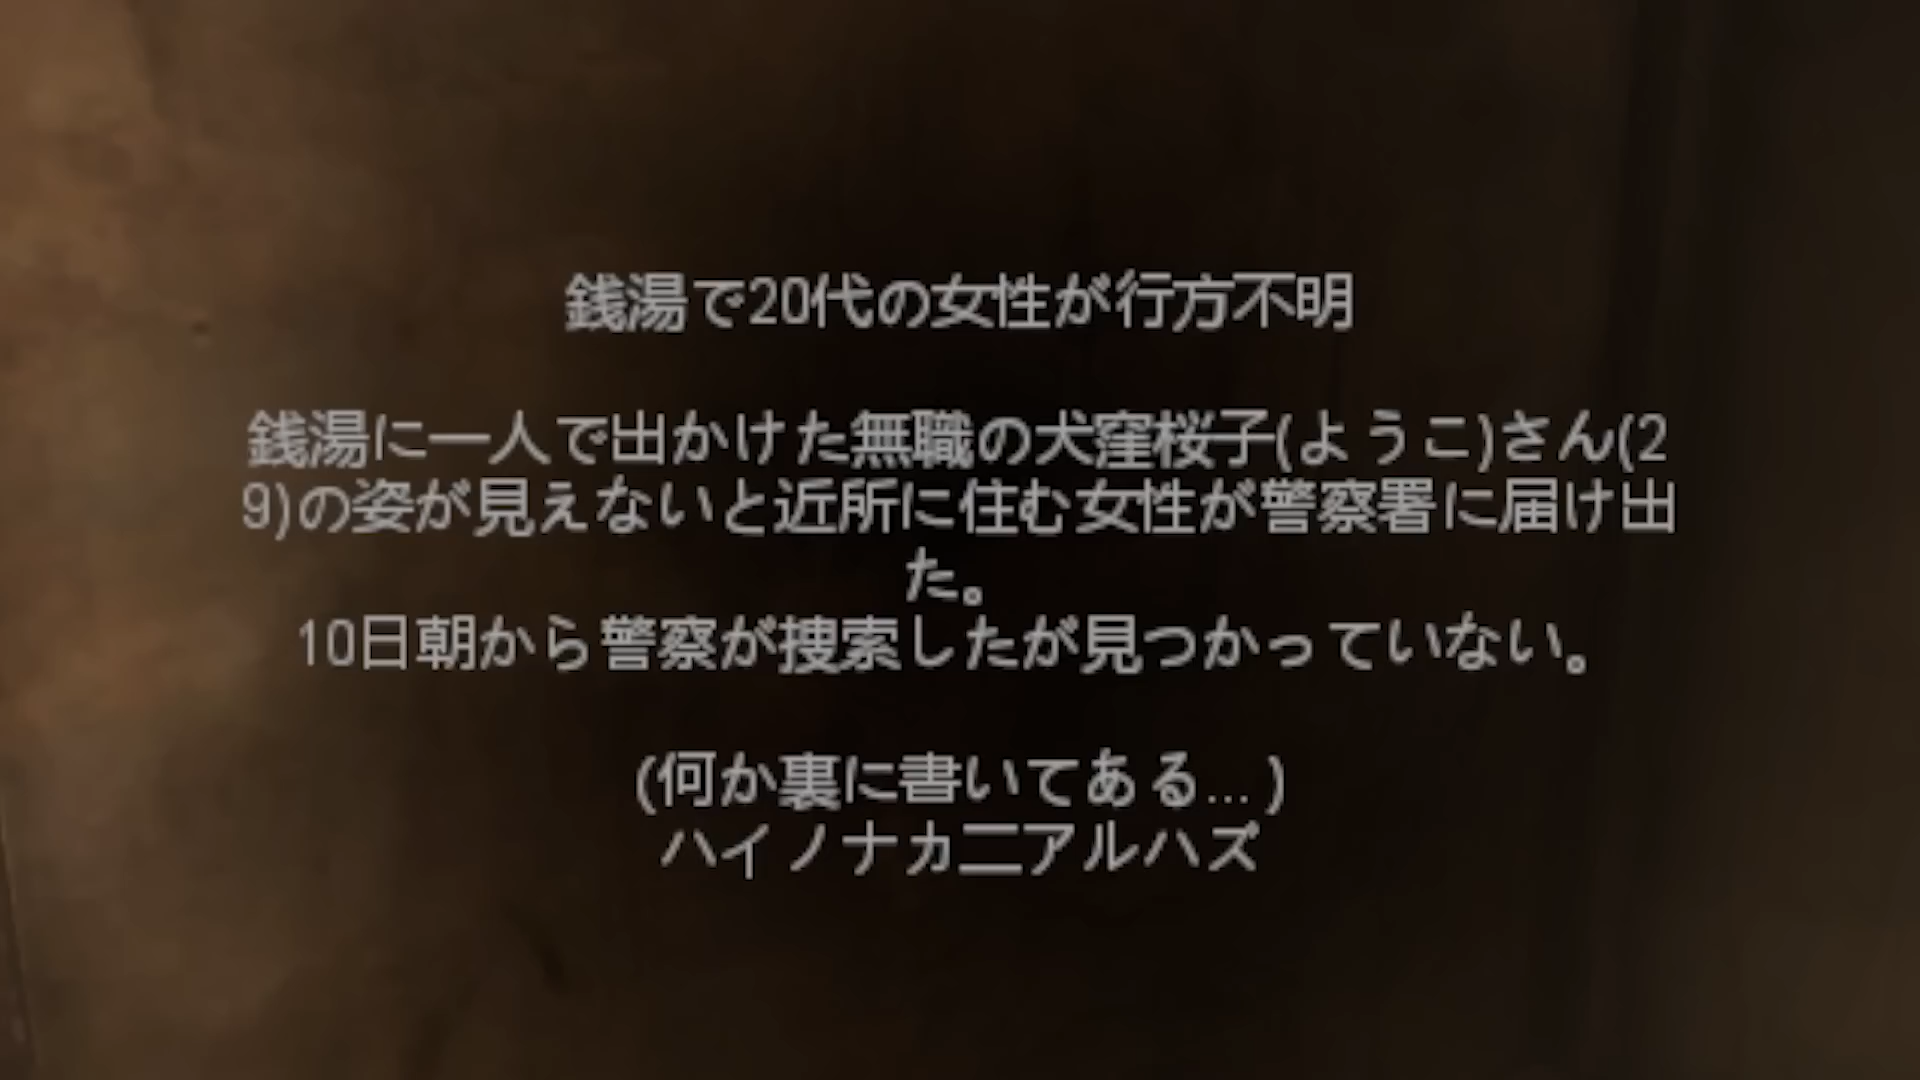 銭湯で20代の女性が行方不明
銭湯に一人で出かけた無職の犬窪桜子(ようこ)さん(2
9)の姿が見えないと近所に住む女性が警察署に届け出
た。
10日朝から警察が捜索したが見つかっていない。
(何か裏に書いてある... )
ハイノナカニアルハズ